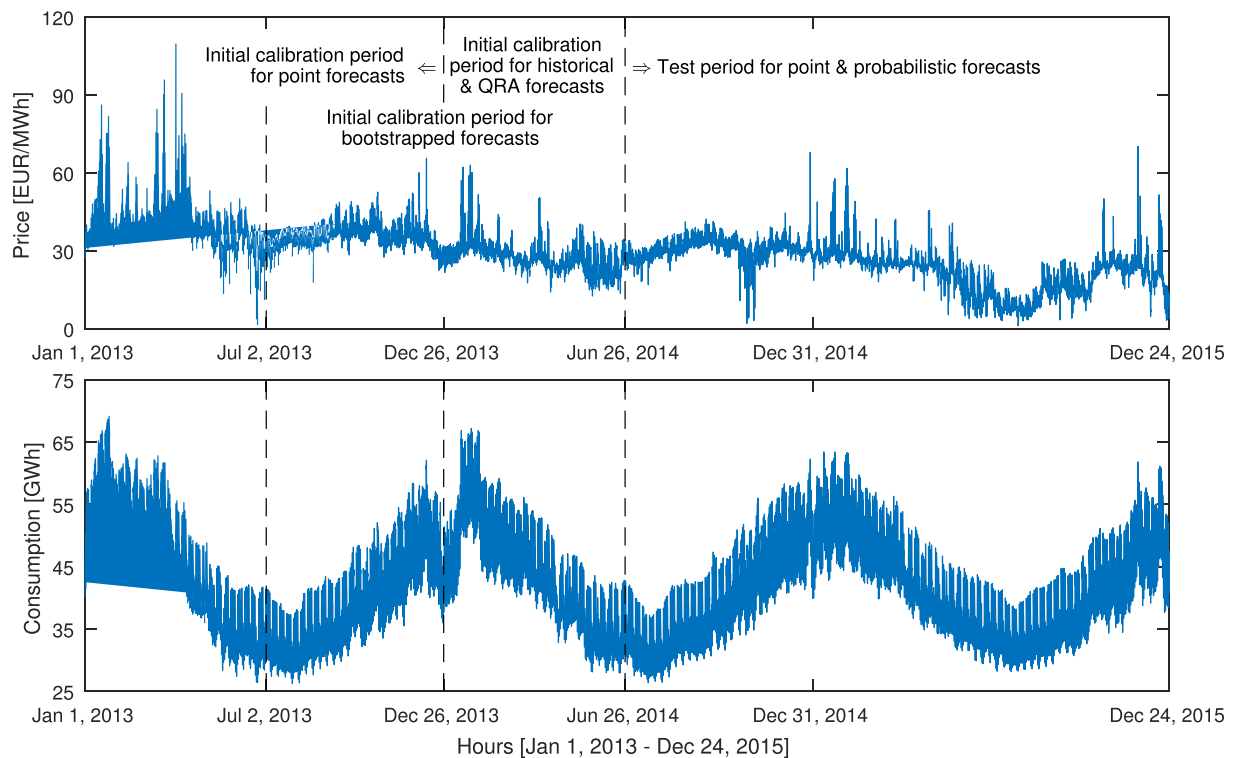 120
90
60
30
0
Price [EUR/MWh]
Initial calibration period
for point forecasts ⇐
Initial calibration
period for historical
& QRA forecasts
⇒ Test period for point & probabilistic forecasts
Initial calibration period for
bootstrapped forecasts
Jan 1, 2013
Jul 2, 2013
Dec 26, 2013
Jun 26, 2014
Dec 31, 2014
Dec 24, 2015
75
65
55
45
35
25
Consumption [GWh]
Jan 1, 2013
Jul 2, 2013
Dec 26, 2013
Jun 26, 2014
Dec 31, 2014
Dec 24, 2015
Hours [Jan 1, 2013 - Dec 24, 2015]